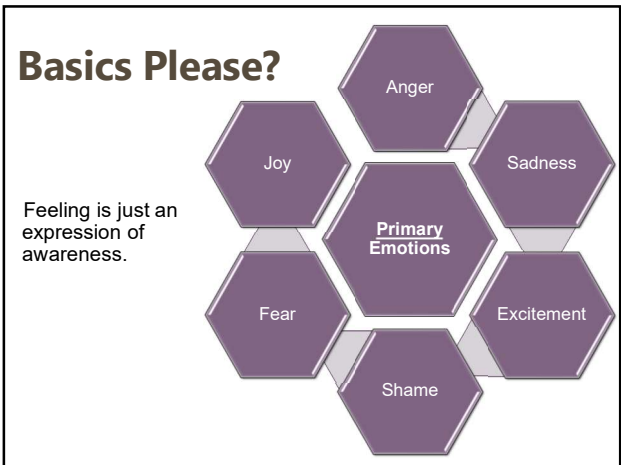 Basics Please?
Feeling is just an
expression of
awareness.
Anger
Joy
Sadness
Primary
Emotions
Fear
Excitement
Shame